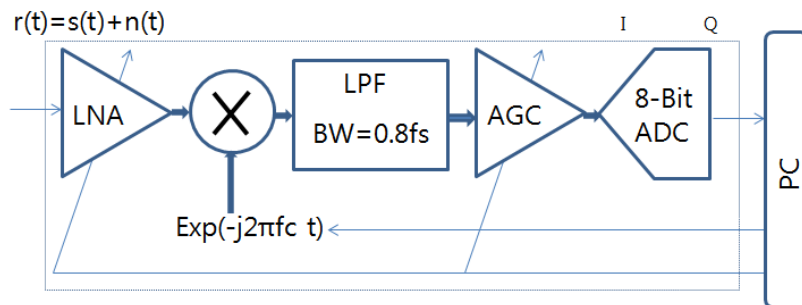 r(t)=s(t)+n(t)
I Q
LNA
X
LPF
BW=0.8fs
AGC
8-Bit
ADC
PC
Exp(-j2πfc t)